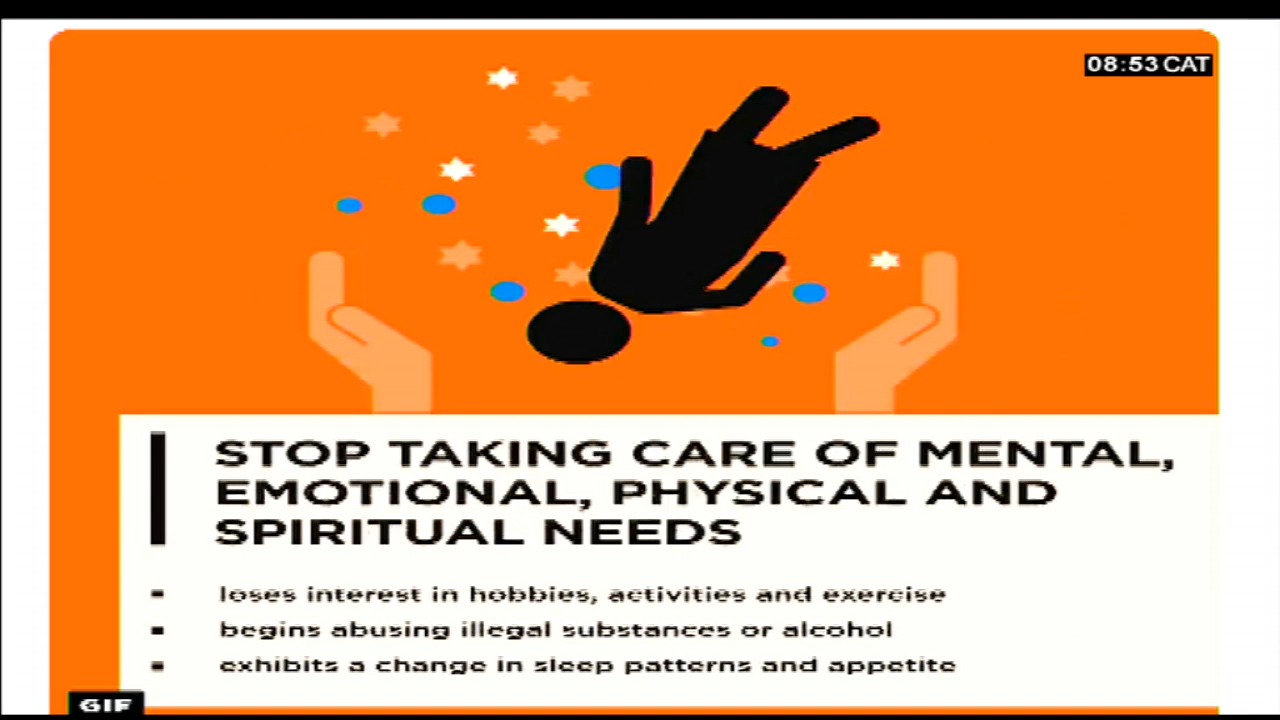 08:53 CAT
STOP TAKING CARE OF MENTAL,
EMOTIONAL, PHYSICAL AND
SPIRITUAL NEEDS
▪ loses interest in hobbies, activities and exercise
▪ begins abusing illegal substances or alcohol
▪ exhibits a change in sleep patterns and appetite
GIF